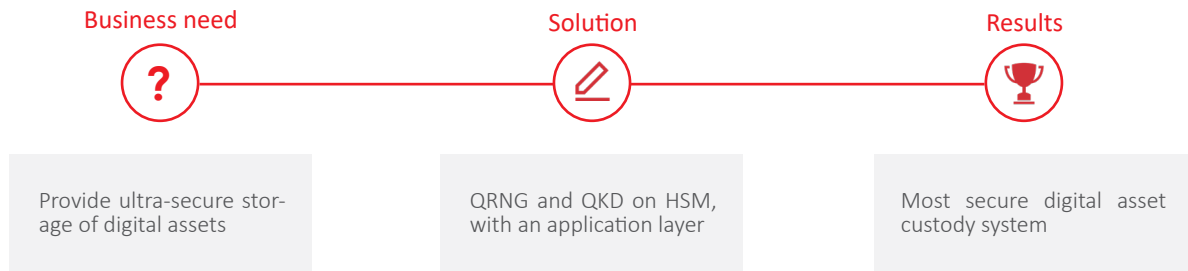 Business need
Solution
Results
?
Provide ultra-secure stor-
age of digital assets
QRNG and QKD on HSM,
with an application layer
Most secure digital asset
custody system